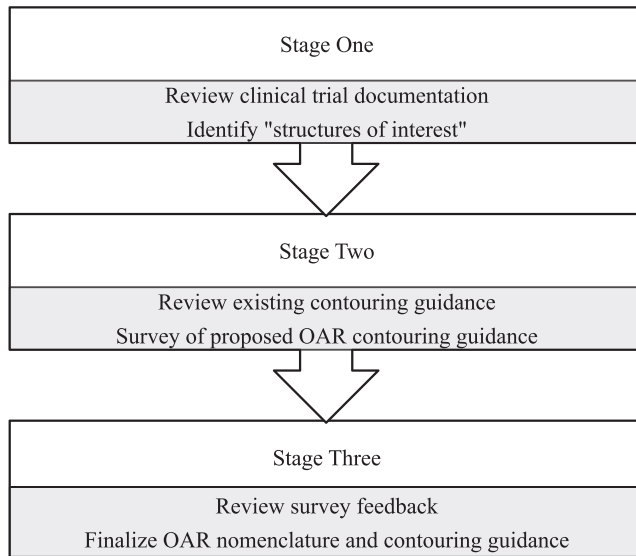 Stage One
Review clinical trial documentation
Identify "structures of interest"
Stage Two
Review existing contouring guidance
Survey of proposed OAR contouring guidance
Stage Three
Review survey feedback
Finalize OAR nomenclature and contouring guidance